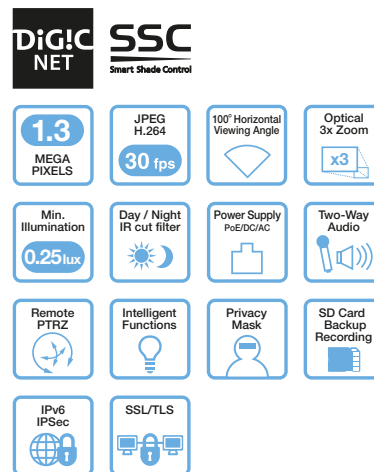 DiG!C
NET
SSC
Smart Shade Control
1.3
MEGA
PIXELS
JPEG
H.264
30 fps
100° Horizontal
Viewing Angle
Optical
3x Zoom
x3
Min.
Illumination
0.25lux
Day / Night
IR cut filter
Power Supply
PoE/DC/AC
Two-Way
Audio
Remote
PTRZ
Intelligent
Functions
Privacy
Mask
SD Card
Backup
Recording
IPv6
IPSec
SSL/TLS